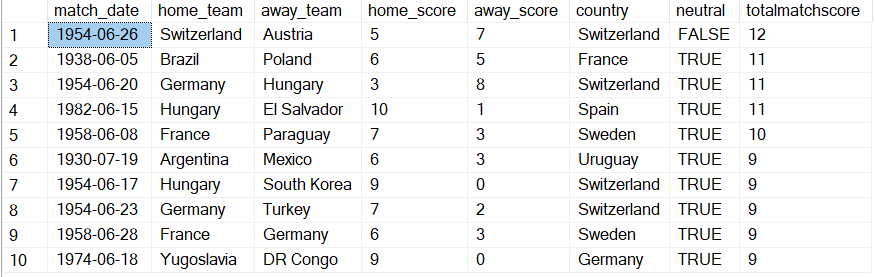 match_date home_team away_team home_score away_score country neutral totalmatchscore
1 1954-06-26 Switzerland Austria 5 7 Switzerland FALSE 12
2 1938-06-05 Brazil Poland 6 5 France TRUE 11
3 1954-06-20 Germany Hungary 3 8 Switzerland TRUE 11
4 1982-06-15 Hungary El Salvador 10 1 Spain TRUE 11
5 1958-06-08 France Paraguay 7 3 Sweden TRUE 10
6 1930-07-19 Argentina Mexico 6 3 Uruguay TRUE 9
7 1954-06-17 Hungary South Korea 9 0 Switzerland TRUE 9
8 1954-06-23 Germany Turkey 7 2 Switzerland TRUE 9
9 1958-06-28 France Germany 6 3 Sweden TRUE 9
10 1974-06-18 Yugoslavia DR Congo 9 0 Germany TRUE 9